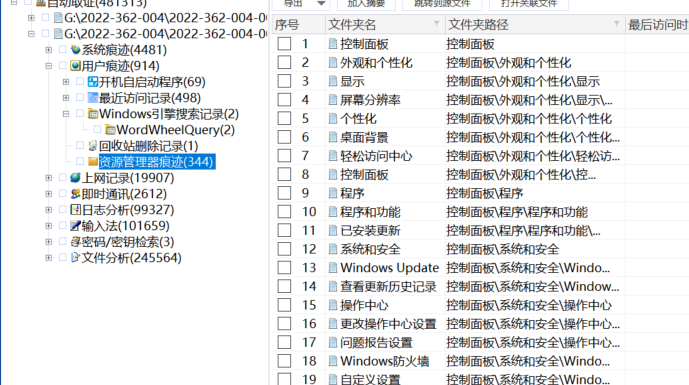 自动取证(481313)
G:\2022-362-004\2022-362-004-0
G:\2022-362-004\2022-362-004-0
系统痕迹(4481)
用户痕迹(914)
开机自启动程序(69)
最近访问记录(498)
Windows引擎搜索记录(2)
WordWheelQuery(2)
回收站删除记录(1)
资源管理器痕迹(344)
上网记录(19907)
即时通讯(2612)
日志分析(99327)
输入法(101659)
密码/密钥检索(3)
文件分析(245564)
导出 加入摘要 跳转到源文件 打开关联文件
序号 文件夹名 文件夹路径 最后访问时
1 控制面板 控制面板
2 外观和个性化 控制面板\外观和个性化
3 显示 控制面板\外观和个性化\显示
4 屏幕分辨率 控制面板\外观和个性化\显示\...
5 个性化 控制面板\外观和个性化\个性化
6 桌面背景 控制面板\外观和个性化\个性化...
7 轻松访问中心 控制面板\外观和个性化\轻松访...
8 控制面板 控制面板\外观和个性化\控...
9 程序 控制面板\程序
10 程序和功能 控制面板\程序\程序和功能
11 已安装更新 控制面板\程序\程序和功能\...
12 系统和安全 控制面板\系统和安全
13 Windows Update 控制面板\系统和安全\Windo...
14 查看更新历史记录 控制面板\系统和安全\Window...
15 操作中心 控制面板\系统和安全\操作中心
16 更改操作中心设置 控制面板\系统和安全\操作中心...
17 问题报告设置 控制面板\系统和安全\操作中心...
18 Windows防火墙 控制面板\系统和安全\Windo...
19 自定义设置 控制面板\系统和安全\Windo...